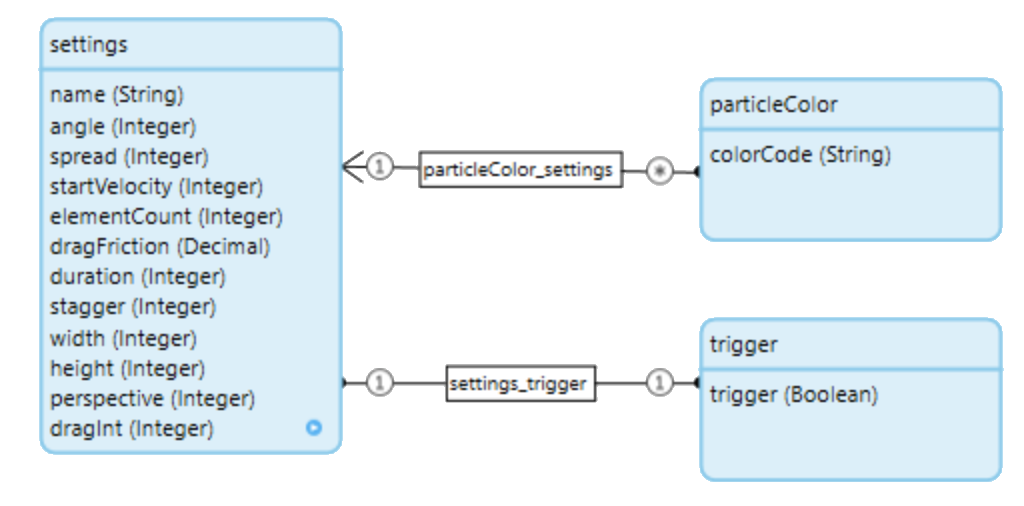 settings
name (String)
angle (Integer)
spread (Integer)
startVelocity (Integer)
elementCount (Integer)
dragFriction (Decimal)
duration (Integer)
stagger (Integer)
width (Integer)
height (Integer)
perspective (Integer)
dragInt (Integer)
1
particleColor_settings
*
particleColor
colorCode (String)
1
settings_trigger
1
trigger
trigger (Boolean)